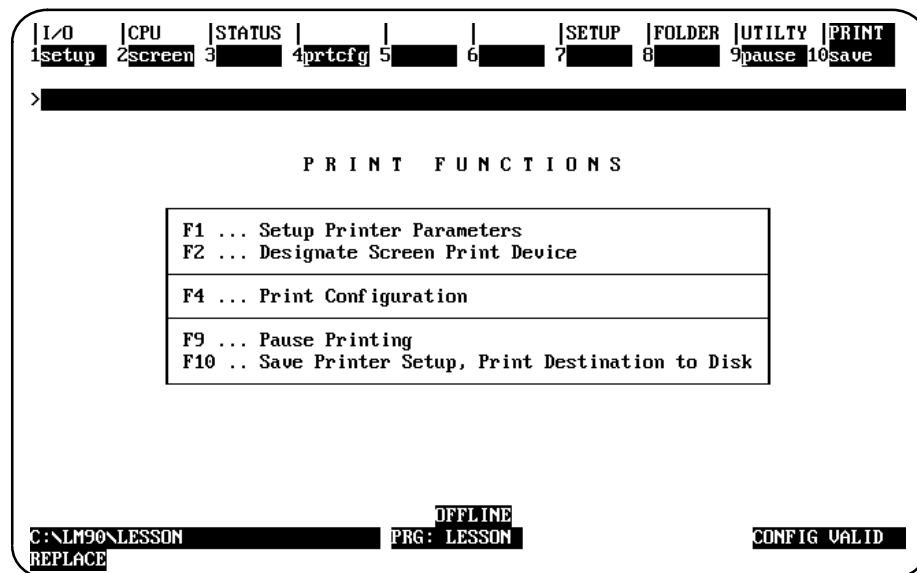 |I/O |CPU |STATUS | | | |SETUP |FOLDER |UTILTY |PRINT
1setup 2screen 3 4prtcfg 5 6 7 8 9pause 10save
>
P R I N T F U N C T I O N S
F1 ... Setup Printer Parameters
F2 ... Designate Screen Print Device
F4 ... Print Configuration
F9 ... Pause Printing
F10 .. Save Printer Setup, Print Destination to Disk
OFFLINE
C:\LM90\LESSON PRG: LESSON CONFIG VALID
REPLACE